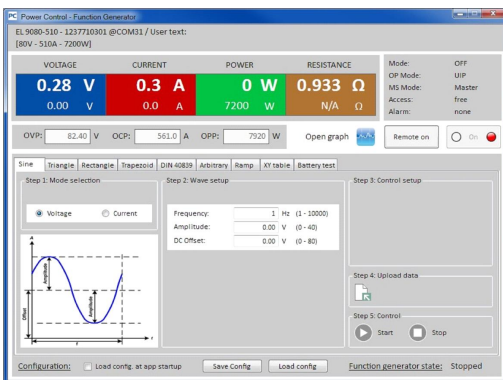 PC Power Control - Function Generator
EL 9080-510 - 1237710301 @COM31 / User text:
[80V - 510A - 7200W]
VOLTAGE CURRENT POWER RESISTANCE
0.28 V 0.3 A 0 W 0.933 Ω
0.00 V 0.0 A 7200 W N/A Ω
Mode: OFF
OP Mode: UIP
MS Mode: Master
Access: free
Alarm: none
OVP: 82.40 V OCP: 561.0 A OPP: 7920 W Open graph Remote on On
Sine Triangle Rectangle Trapezoid DIN 40839 Arbitrary Ramp XY table Battery test
Step 1: Mode selection
Voltage Current
A
Amplitude
Amplitude
Offset
t
Step 2: Wave setup
Frequency: 1 Hz (1 - 10000)
Amplitude: 0.00 V (0 - 40)
DC Offset: 0.00 V (0 - 80)
Step 3: Control setup
Step 4: Upload data
Step 5: Control
Start Stop
Configuration: Load config. at app startup Save Config Load config Function generator state: Stopped